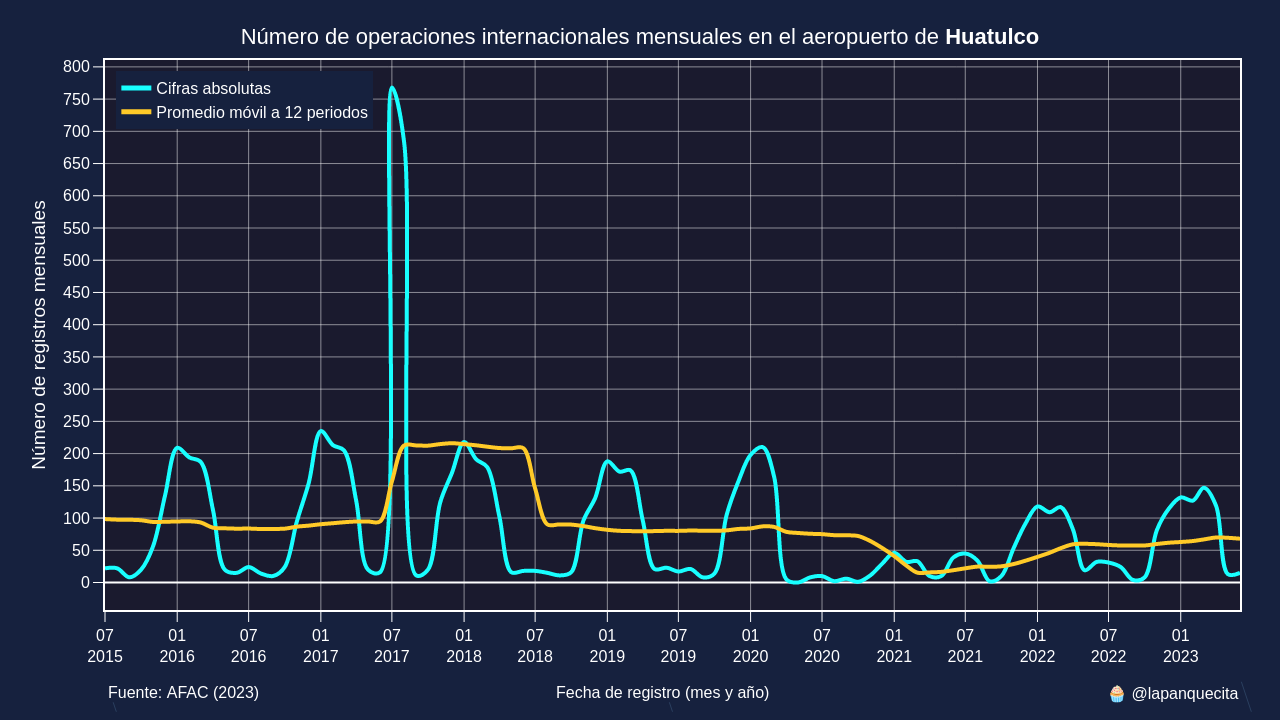 Número de operaciones internacionales mensuales en el aeropuerto de Huatulco
Cifras absolutas
Promedio móvil a 12 periodos
Número de registros mensuales
800
750
700
650
600
550
500
450
400
350
300
250
200
150
100
50
0
07 01 07 01 07 01 07 01 07 01 07 01 07 01 07 01
2015 2016 2016 2017 2017 2018 2018 2019 2019 2020 2020 2021 2021 2022 2022 2023
Fuente: AFAC (2023) Fecha de registro (mes y año) 🧁 @lapanquecita